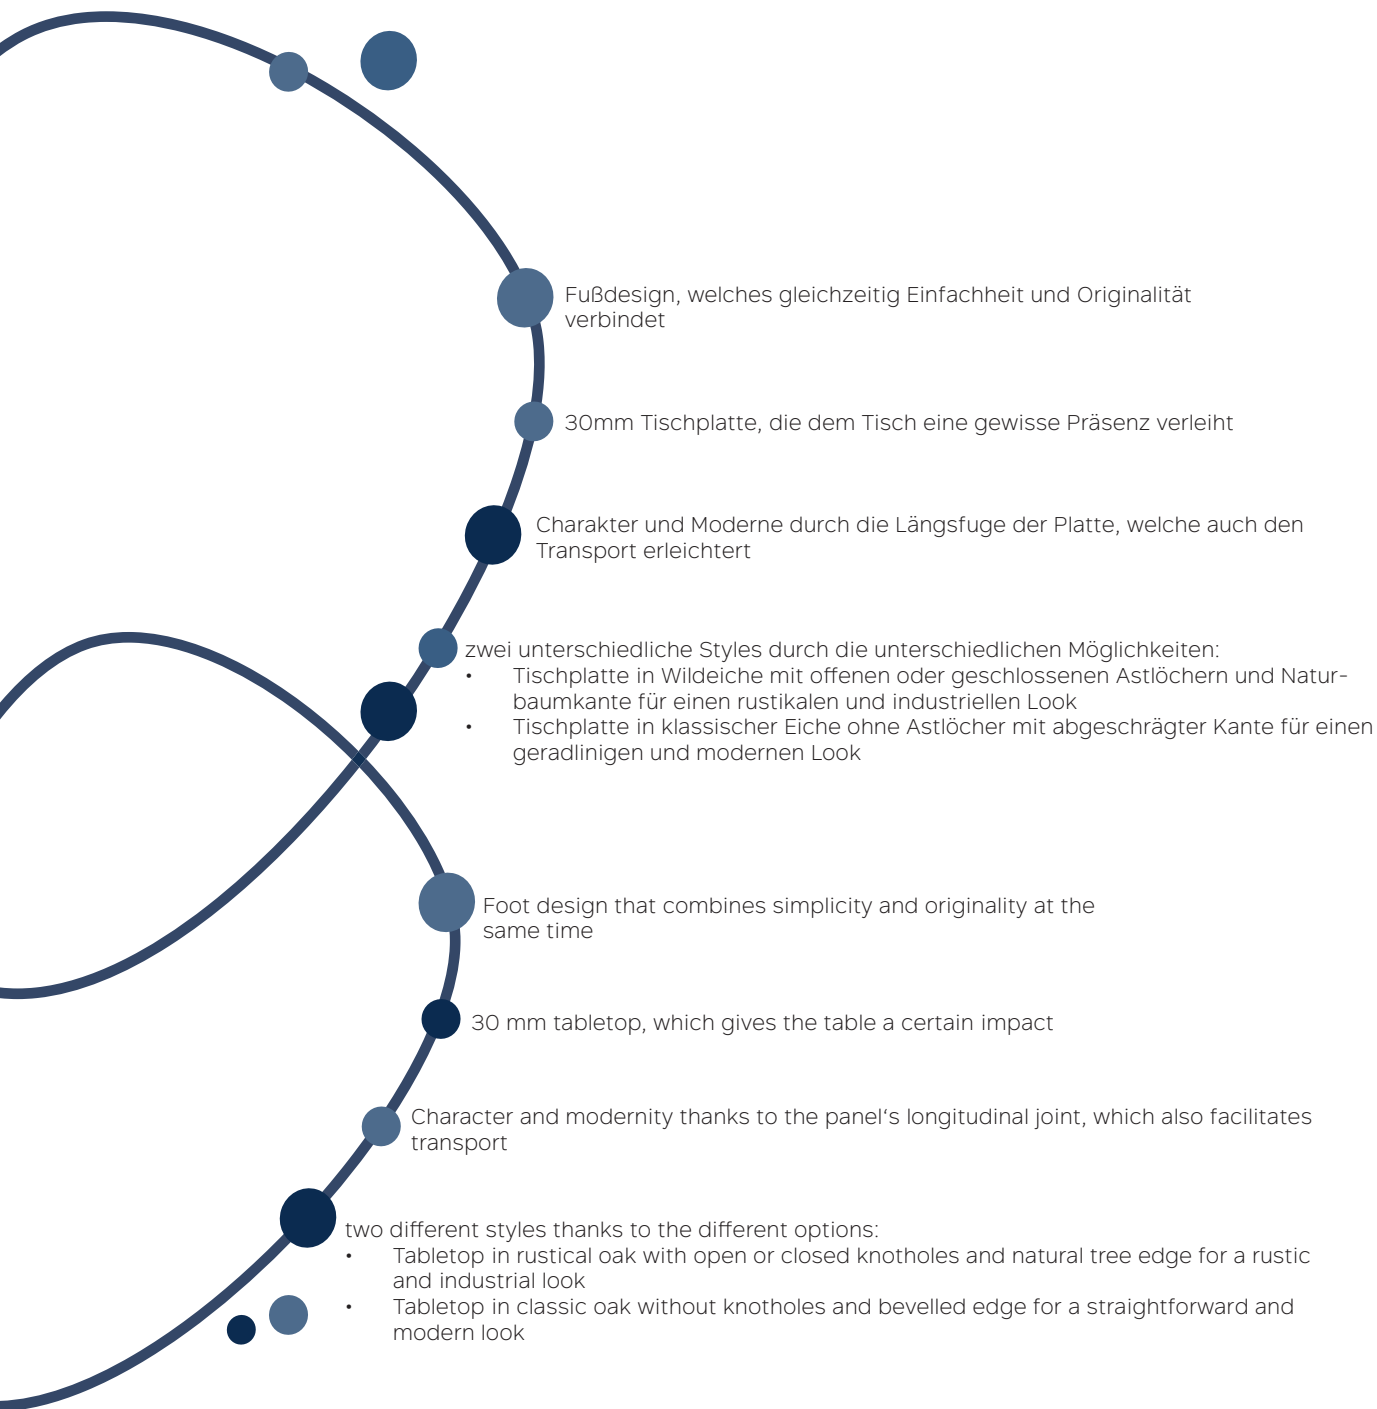 Fußdesign, welches gleichzeitig Einfachheit und Originalität
verbindet
30mm Tischplatte, die dem Tisch eine gewisse Präsenz verleiht
Charakter und Moderne durch die Längsfuge der Platte, welche auch den
Transport erleichtert
zwei unterschiedliche Styles durch die unterschiedlichen Möglichkeiten:
• Tischplatte in Wildeiche mit offenen oder geschlossenen Astlöchern und Natur-
baumkante für einen rustikalen und industriellen Look
• Tischplatte in klassischer Eiche ohne Astlöcher mit abgeschrägter Kante für einen
geradlinigen und modernen Look
Foot design that combines simplicity and originality at the
same time
30 mm tabletop, which gives the table a certain impact
Character and modernity thanks to the panel‘s longitudinal joint, which also facilitates
transport
two different styles thanks to the different options:
• Tabletop in rustical oak with open or closed knotholes and natural tree edge for a rustic
and industrial look
• Tabletop in classic oak without knotholes and bevelled edge for a straightforward and
modern look